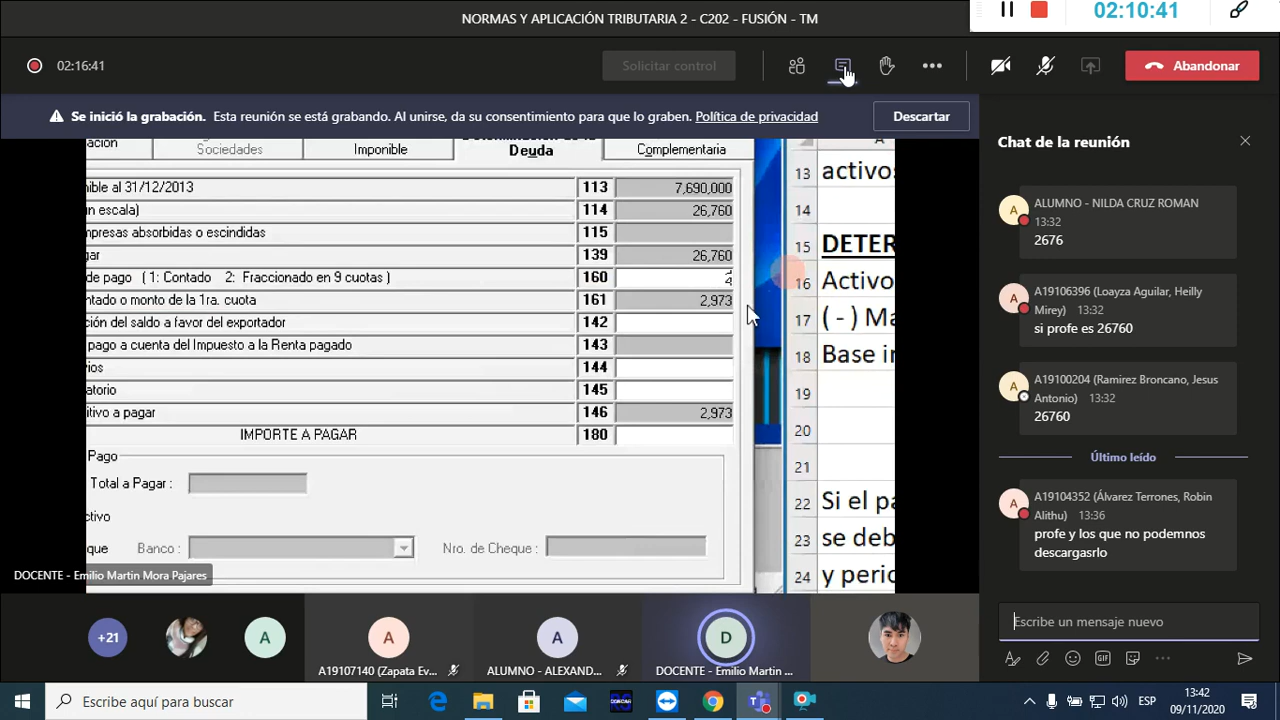 NORMAS Y APLICACIÓN TRIBUTARIA 2 - C202 - FUSIÓN - TM
02:10:41
02:16:41
Solicitar control
Abandonar
Se inició la grabación. Esta reunión se está grabando. Al unirse, da su consentimiento para que lo graben. Política de privacidad
Descartar
Sociedades
Imponible
Deuda
Complementaria
nible al 31/12/2013 113 7,690,000
un escala) 114 26,760
mpresas absorbidas o escindidas 115
gar 139 26,760
de pago ( 1: Contado 2: Fraccionado en 9 cuotas ) 160
ntado o monto de la 1ra. cuota 161 2,973
ción del saldo a favor del exportador 142
pago a cuenta del Impuesto a la Renta pagado 143
ios 144
atorio 145
itivo a pagar 146 2,973
IMPORTE A PAGAR 180
Pago
Total a Pagar :
ctivo
que Banco : Nro. de Cheque :
DOCENTE - Emilio Martin Mora Pajares
A
13 activos
14
15 DETER
16 Activo
17 ( - ) Ma
18 Base in
19
20
21
22 Si el pa
23 se deb
24 y perio
Chat de la reunión
A
ALUMNO - NILDA CRUZ ROMAN
13:32
2676
A
A19106396 (Loayza Aguilar, Heilly
Mirey) 13:32
si profe es 26760
A
A19100204 (Ramirez Broncano, Jesus
Antonio) 13:32
26760
Último leído
A
A19104352 (Álvarez Terrones, Robin
Alithu) 13:36
profe y los que no podemnos
descargasrlo
Escribe un mensaje nuevo
GIF
+21
A
A
A19107140 (Zapata Ev...
A
ALUMNO - ALEXAND...
D
DOCENTE - Emilio Martin ...
Escribe aquí para buscar
ESP
13:42
09/11/2020